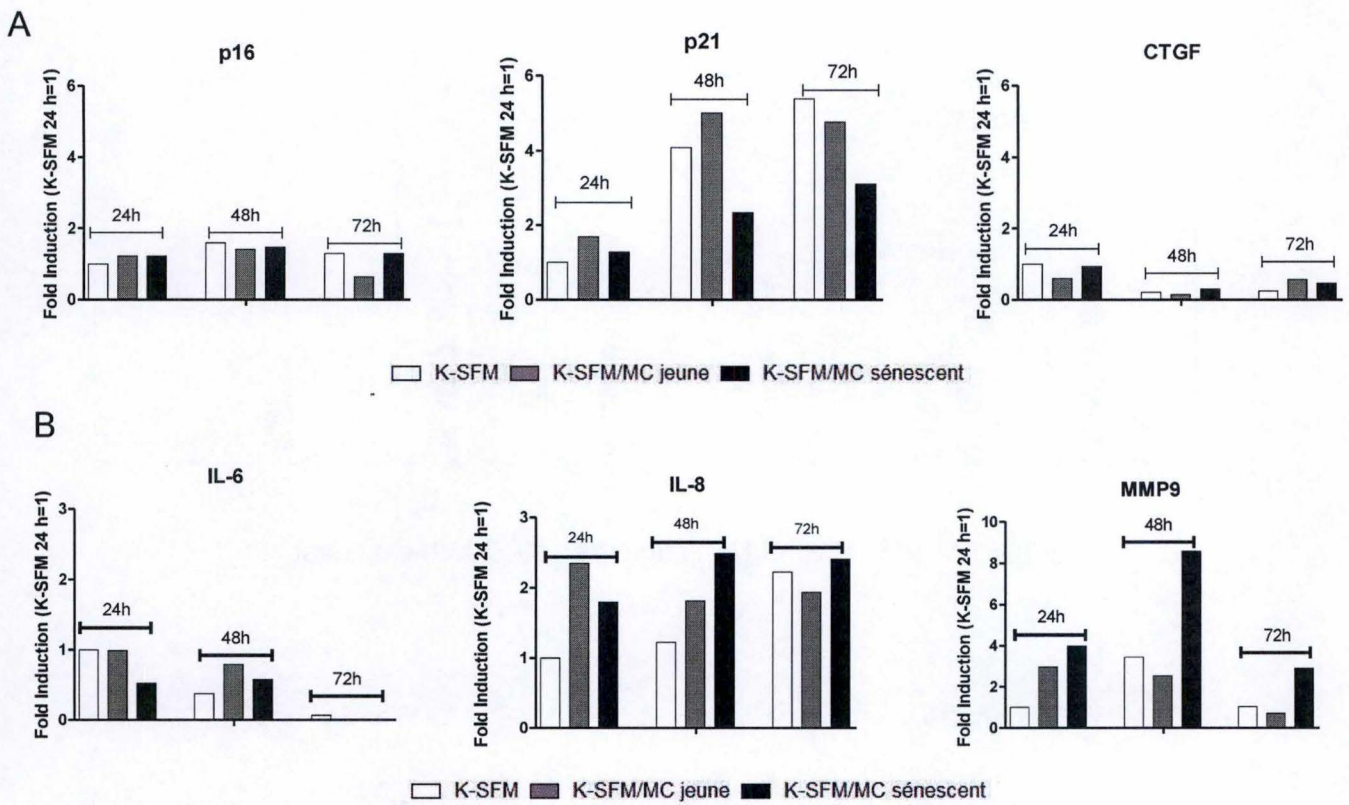 A
p16
Fold Induction (K-SFM 24 h=1)
6
4
2
0
24h
48h
72h
p21
Fold Induction (K-SFM 24 h=1)
6
4
2
0
24h
48h
72h
CTGF
Fold Induction (K-SFM 24 h=1)
6
4
2
0
24h
48h
72h
K-SFM K-SFM/MC jeune K-SFM/MC sénescent
B
IL-6
Fold Induction (K-SFM 24 h=1)
3
2
1
0
24h
48h
72h
IL-8
Fold Induction (K-SFM 24 h=1)
3
2
1
0
24h
48h
72h
MMP9
Fold Induction (K-SFM 24 h=1)
10
8
6
4
2
0
24h
48h
72h
K-SFM K-SFM/MC jeune K-SFM/MC sénescent